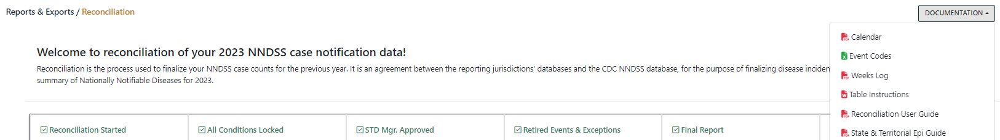 Reports & Exports / Reconciliation
DOCUMENTATION
Calendar
Event Codes
Weeks Log
Table Instructions
Reconciliation User Guide
State & Territorial Epi Guide
Welcome to reconciliation of your 2023 NNDSS case notification data!
Reconciliation is the process used to finalize your NNDSS case counts for the previous year. It is an agreement between the reporting jurisdictions' databases and the CDC NNDSS database, for the purpose of finalizing disease
summary of Nationally Notifiable Diseases for 2023.
Reconciliation Started
All Conditions Locked
STD Mgr. Approved
Retired Events & Exceptions
Final Report